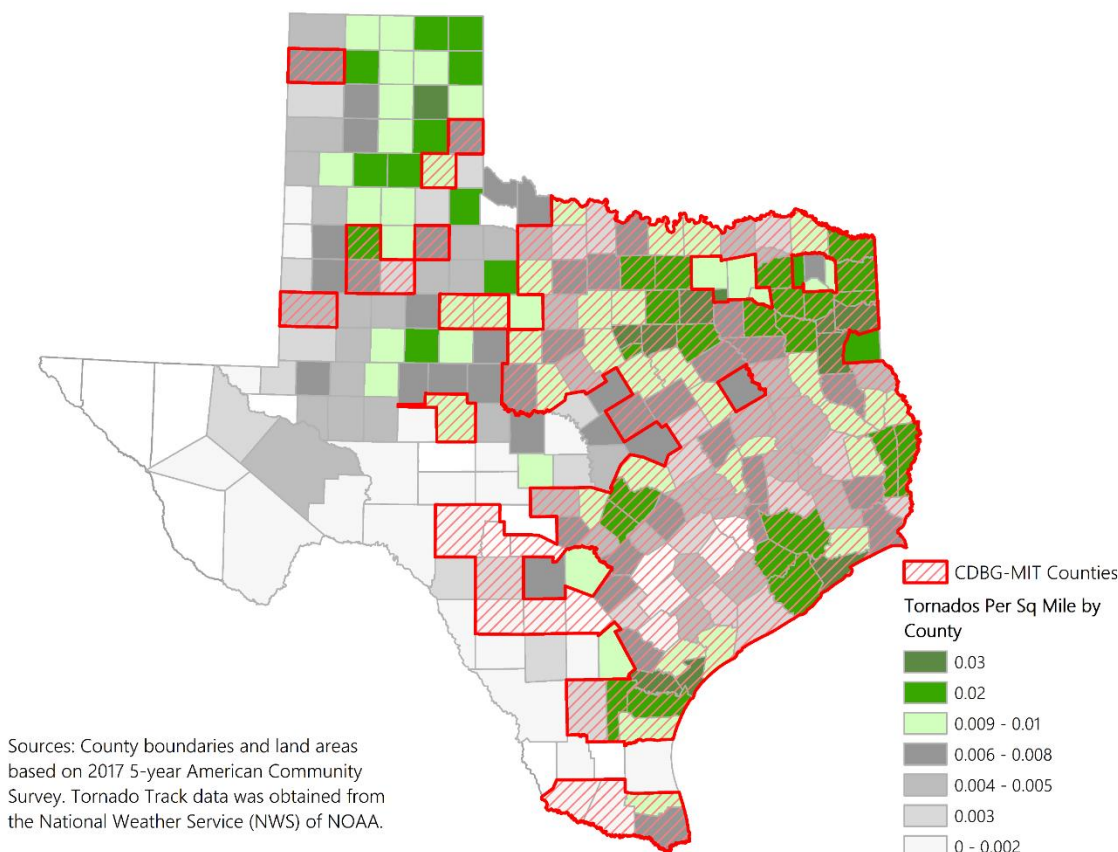 CDBG-MIT Counties
Tornados Per Sq Mile by
County
0.03
0.02
0.009 - 0.01
0.006 - 0.008
0.004 - 0.005
0.003
0 - 0.002
Sources: County boundaries and land areas
based on 2017 5-year American Community
Survey. Tornado Track data was obtained from
the National Weather Service (NWS) of NOAA.